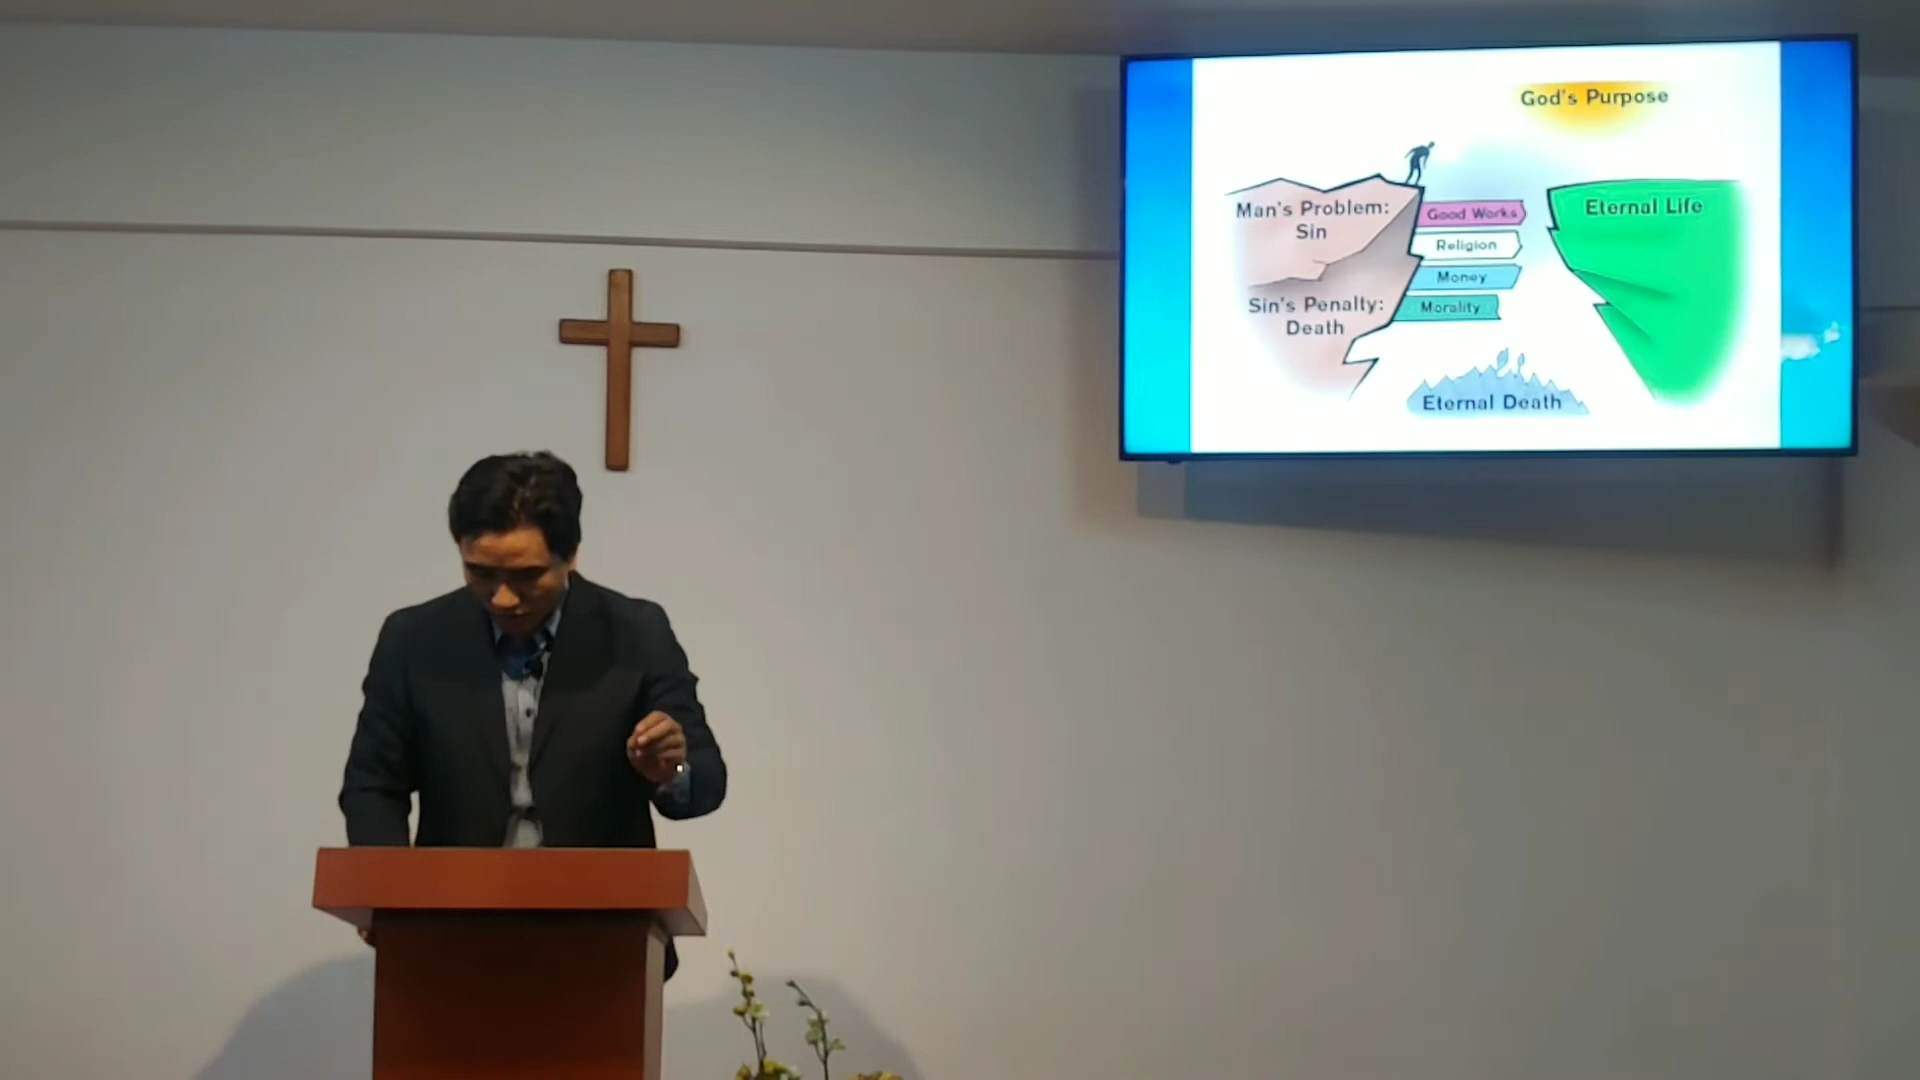 God's Purpose
Man's Problem:
Sin
Sin's Penalty:
Death
Good Works
Religion
Money
Morality
Eternal Life
Eternal Death